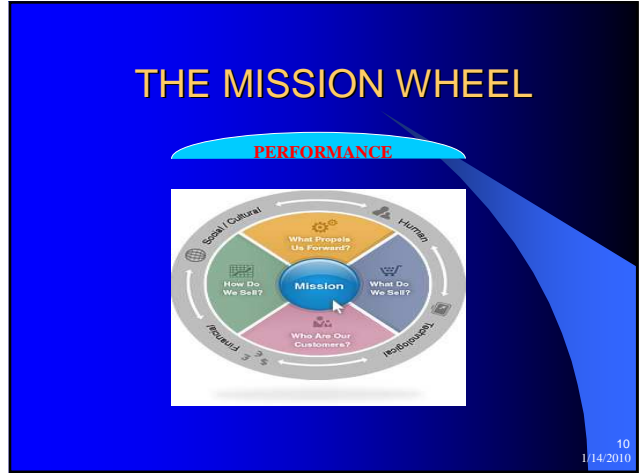 THE MISSION WHEEL
PERFORMANCE
Social / Cultural
Human
What Propels
Us Forward?
How Do
We Sell?
Mission
What Do
We Sell?
Who Are Our
Customers?
Financial
Technological
10
1/14/2010